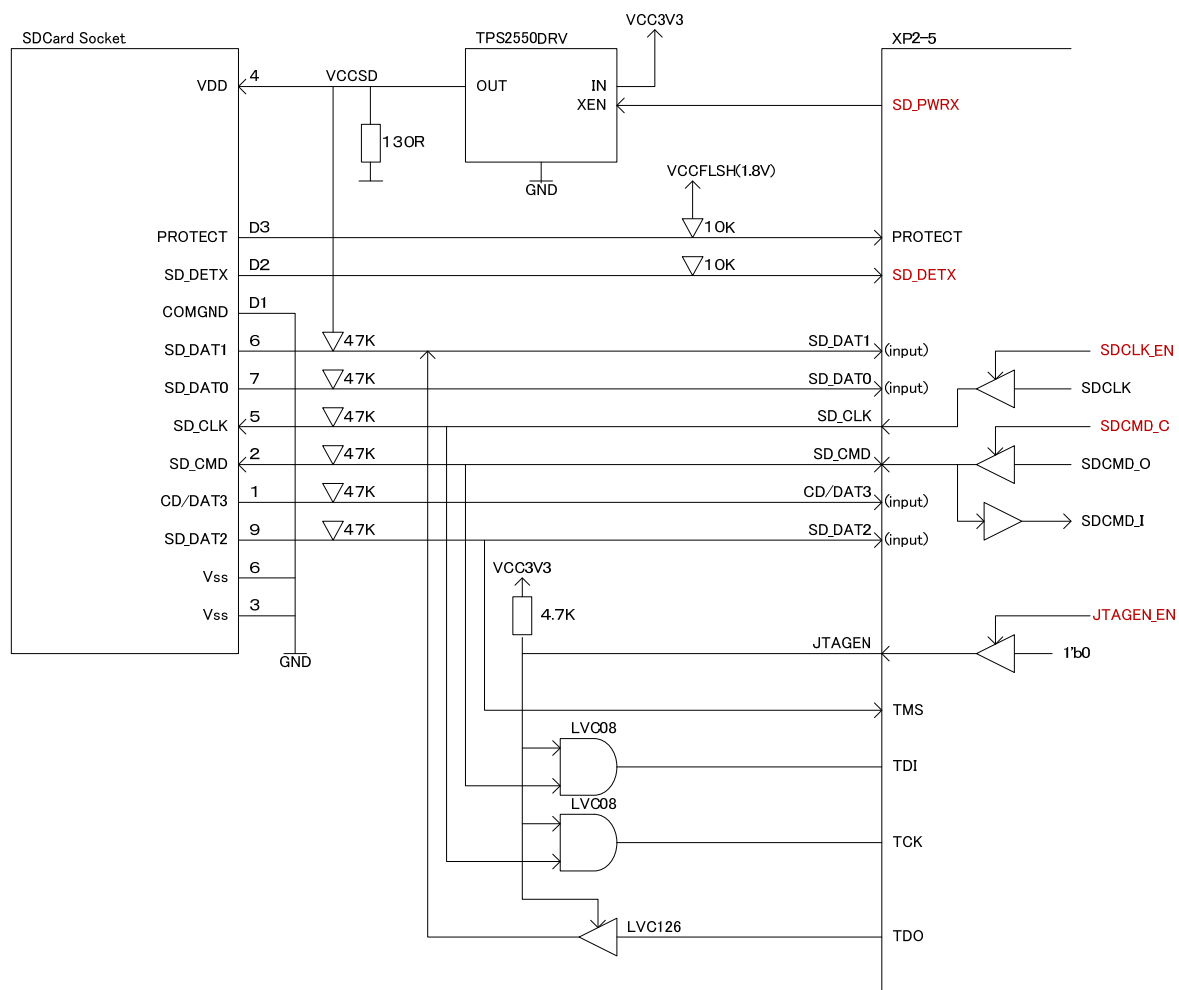 VCC3V3
SDCard Socket
TPS2550DRV
XP2-5
VDD
4
VCCSD
OUT
IN
XEN
SD_PWRX
130R
GND
VCCFLSH(1.8V)
PROTECT
D3
10K
PROTECT
SD_DETX
D2
10K
SD_DETX
COMGND
D1
SD_DAT1
6
47K
SD_DAT1
(input)
SDCLK_EN
SD_DAT0
7
47K
SD_DAT0
(input)
SDCLK
SD_CLK
5
47K
SD_CLK
SDCMD_C
SD_CMD
2
47K
SD_CMD
SDCMD_O
CD/DAT3
1
47K
CD/DAT3
(input)
SDCMD_I
SD_DAT2
9
47K
SD_DAT2
(input)
Vss
6
VCC3V3
Vss
3
4.7K
JTAGEN_EN
GND
JTAGEN
1'b0
TMS
LVC08
TDI
LVC08
TCK
LVC126
TDO